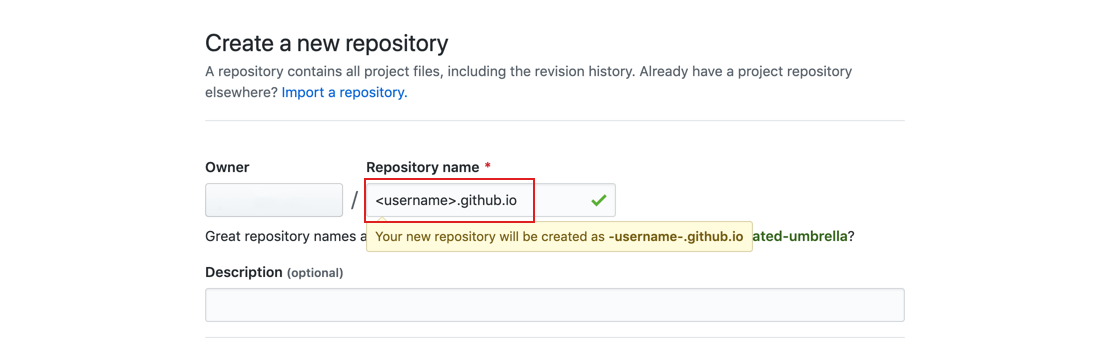 Create a new repository
A repository contains all project files, including the revision history. Already have a project repository
elsewhere? Import a repository.
Owner
Repository name *
/
<username>.github.io
Great repository names a
Your new repository will be created as -username-.github.io
ated-umbrella?
Description (optional)